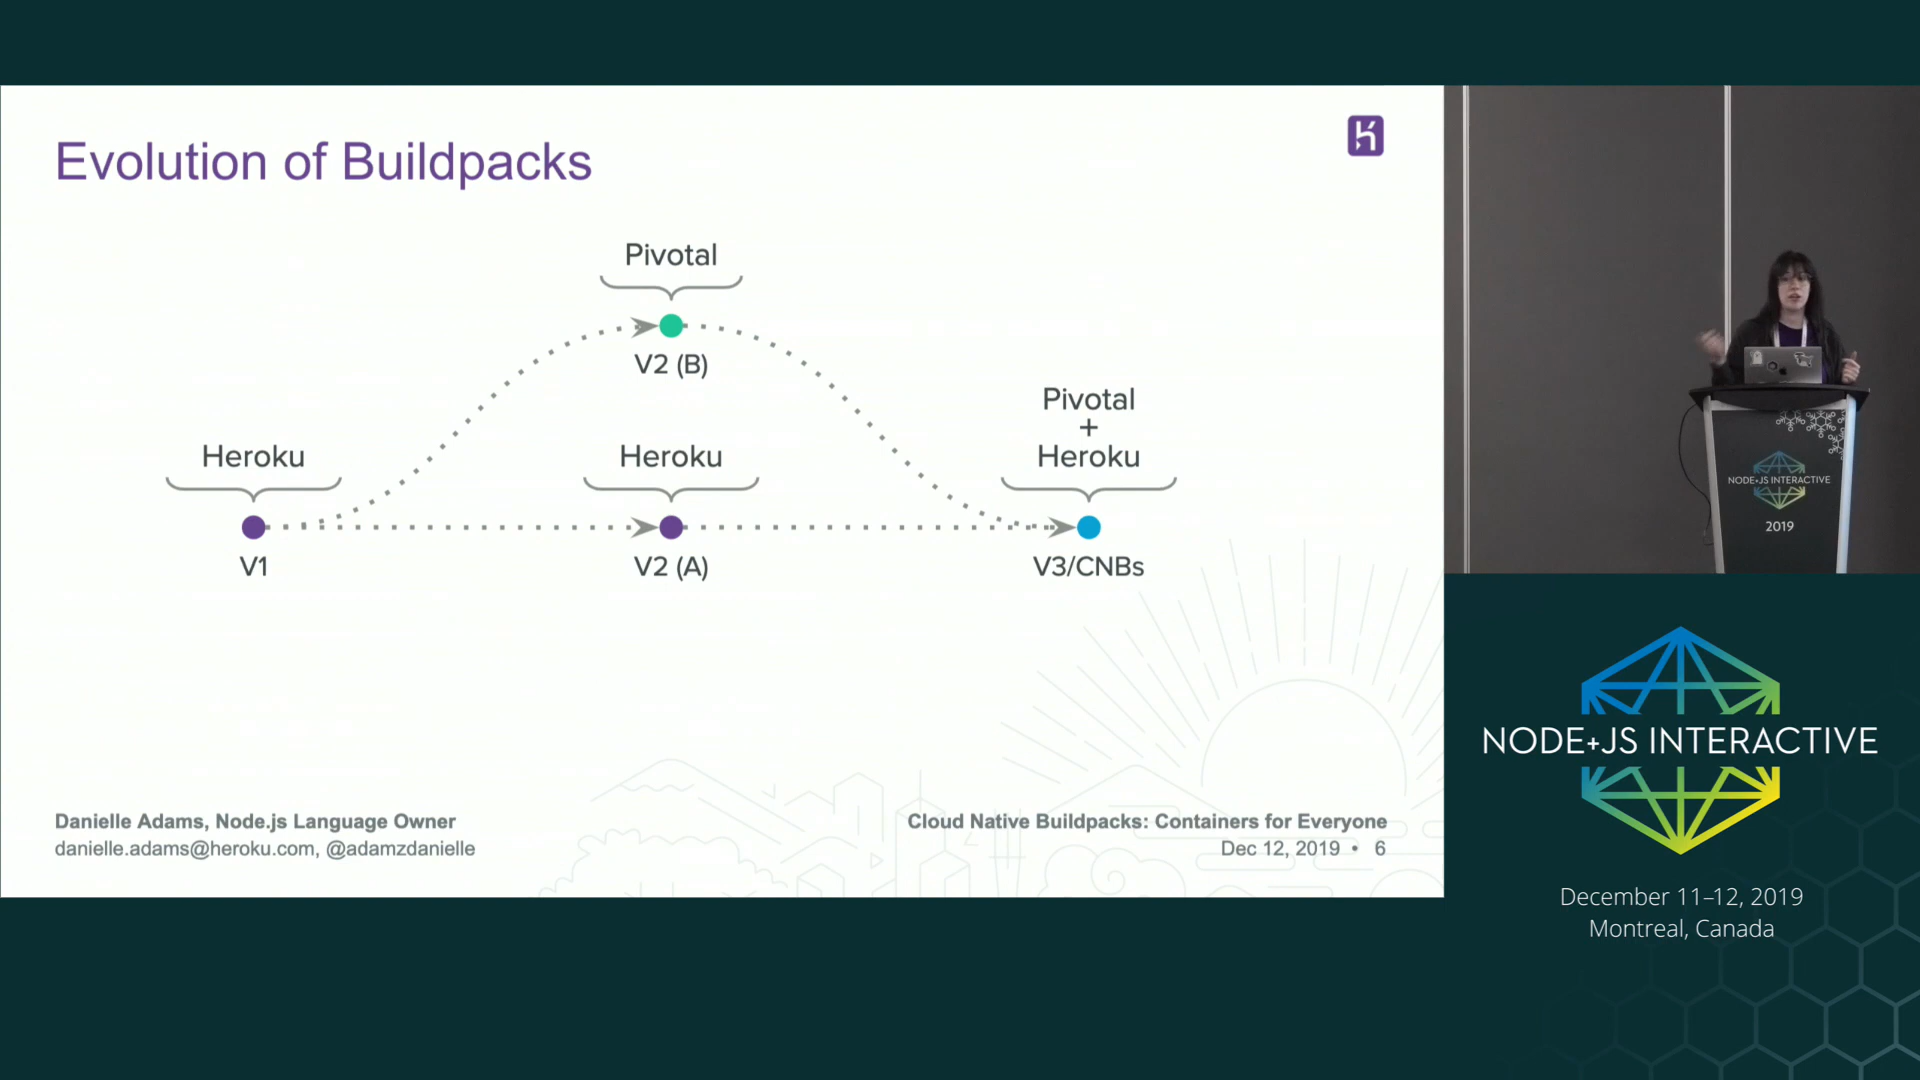 Evolution of Buildpacks
Pivotal
V2 (B)
Pivotal
+
Heroku
Heroku
Heroku
V1
V2 (A)
V3/CNBs
Danielle Adams, Node.js Language Owner
danielle.adams@heroku.com, @adamzdanielle
Cloud Native Buildpacks: Containers for Everyone
Dec 12, 2019 • 6
NODE+JS INTERACTIVE
2019
NODE+JS INTERACTIVE
December 11–12, 2019
Montreal, Canada